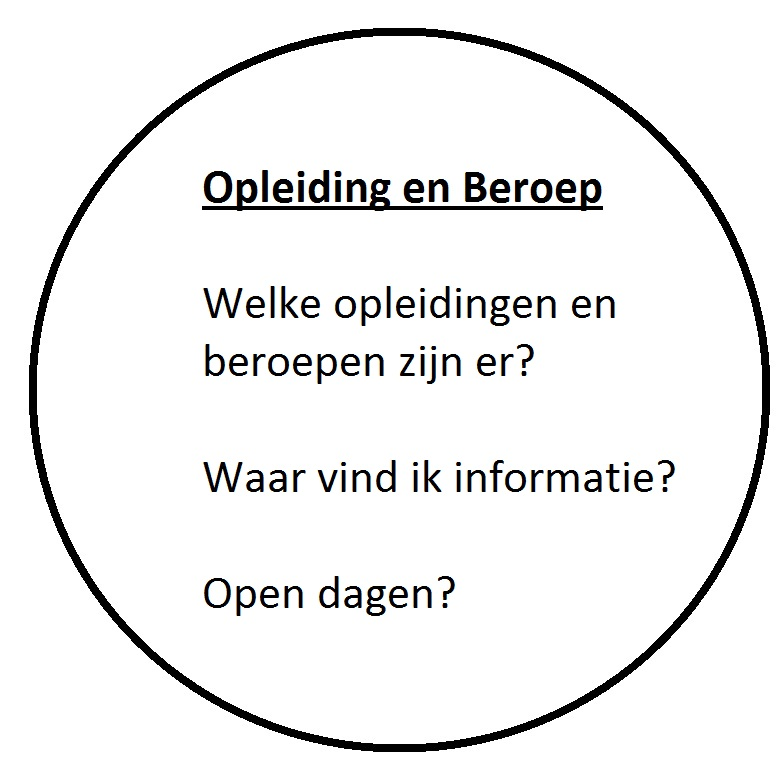 Opleiding en Beroep
Welke opleidingen en
beroepen zijn er?
Waar vind ik informatie?
Open dagen?